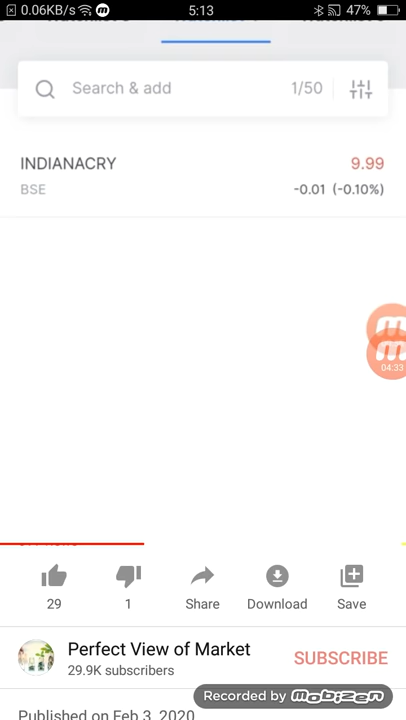 0.06KB/s 5:13 47%
Search & add 1/50
INDIANACRY 9.99
BSE -0.01 (-0.10%)
04:33
29 1 Share Download Save
Perfect View of Market
29.9K subscribers
SUBSCRIBE
Recorded by mobizen
Published on Feb 3, 2020